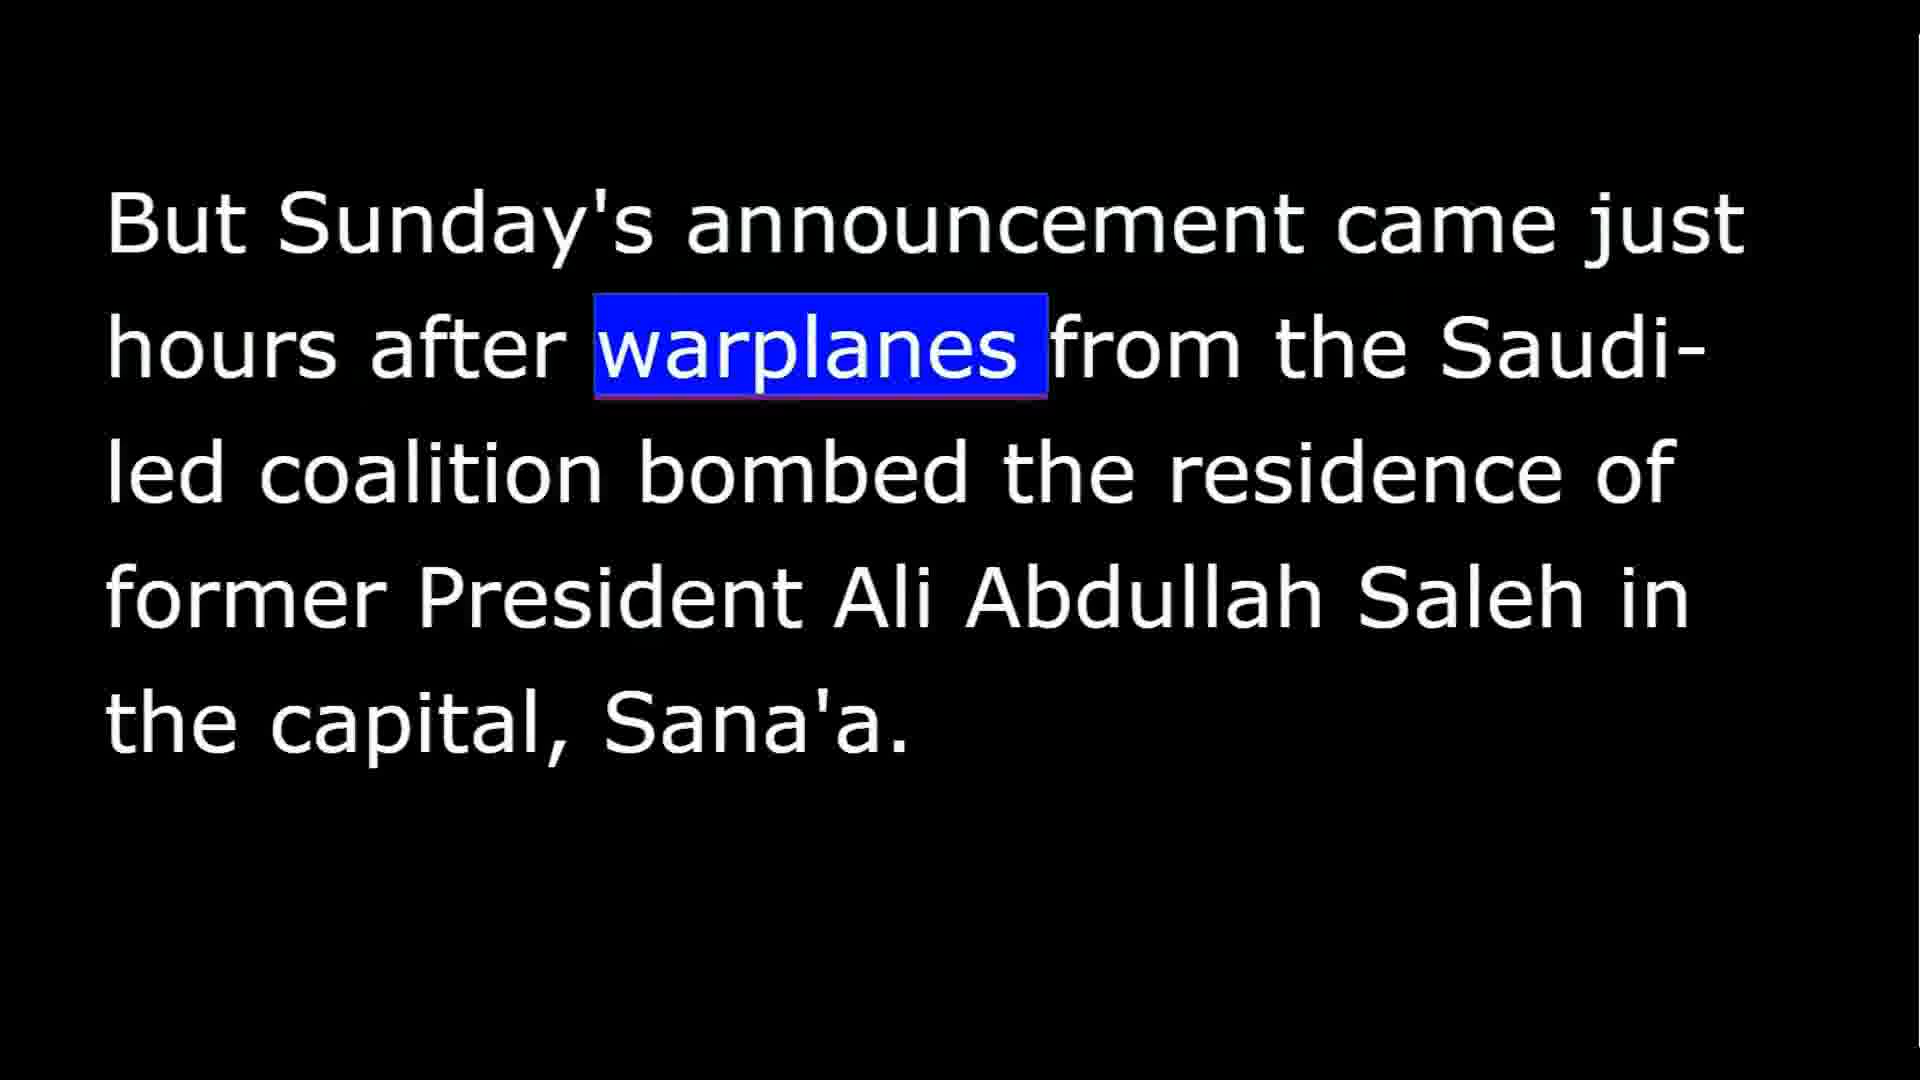 But Sunday's announcement came just
hours after warplanes from the Saudi-
led coalition bombed the residence of
former President Ali Abdullah Saleh in
the capital, Sana'a.